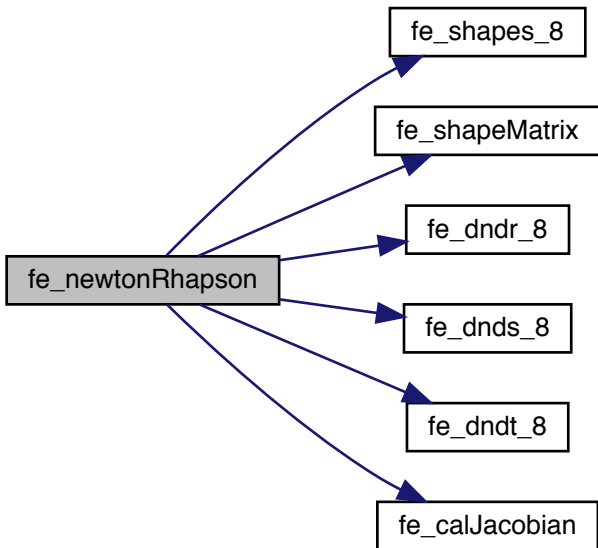 fe_shapes_8
fe_shapeMatrix
fe_dndr_8
fe_newtonRhapson
fe_dnds_8
fe_dndt_8
fe_calJacobian